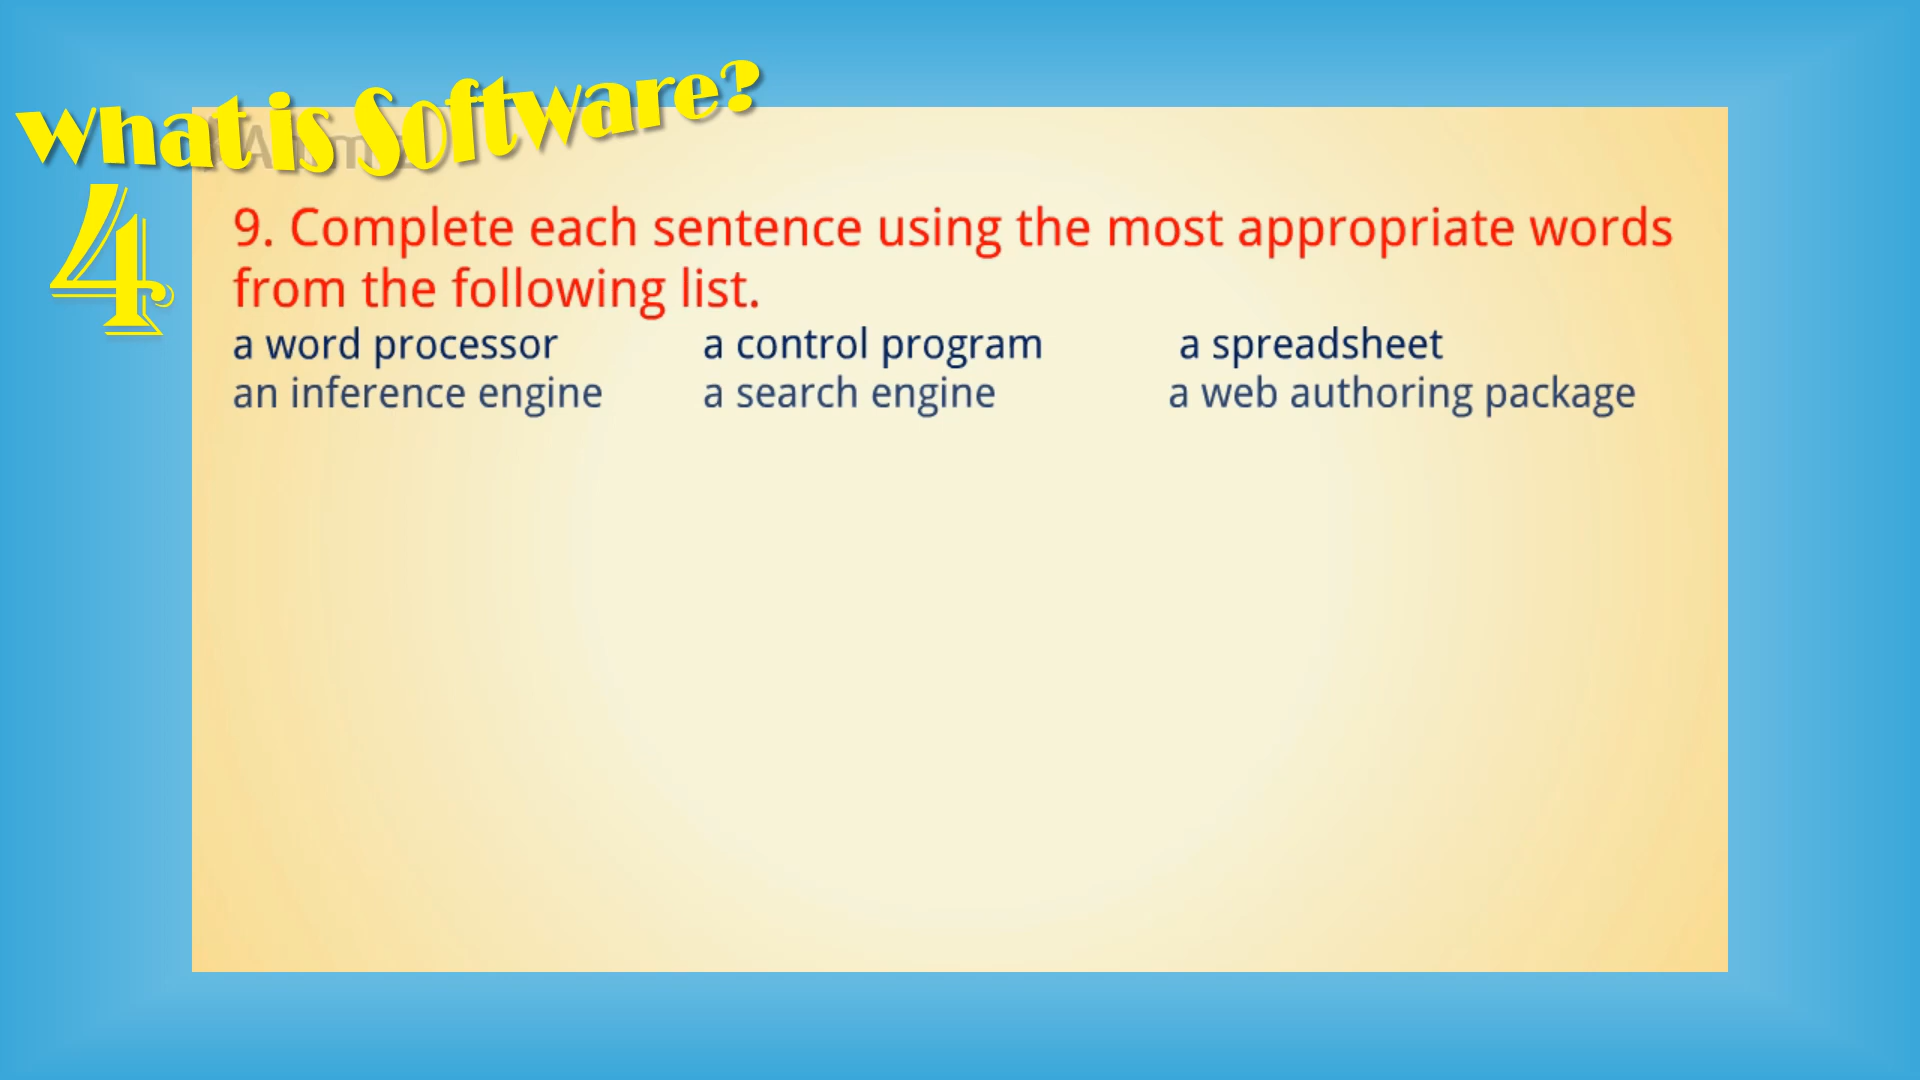 What is Software?
4
9. Complete each sentence using the most appropriate words
from the following list.
a word processor a control program a spreadsheet
an inference engine a search engine a web authoring package